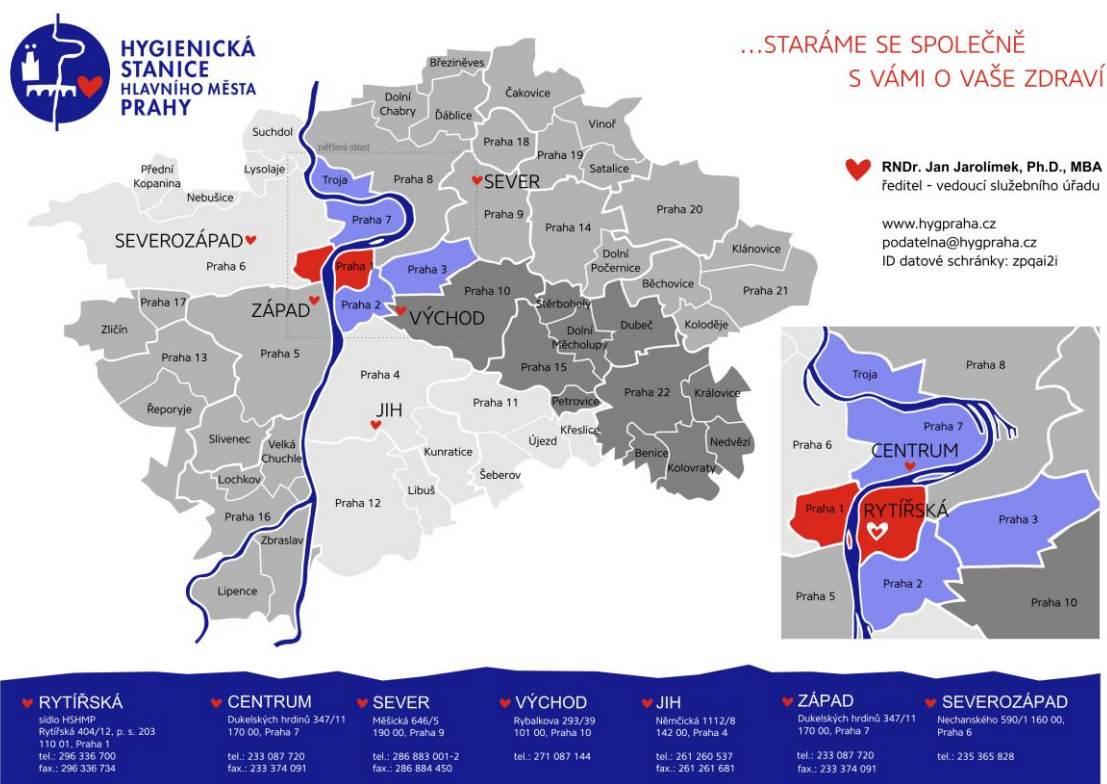 HYGIENICKÁ
STANICE
HLAVNÍHO MĚSTA
PRAHY
...STARÁME SE SPOLEČNĚ
S VÁMI O VAŠE ZDRAVÍ
RNDr. Jan Jarolímek, Ph.D., MBA
ředitel - vedoucí služebního úřadu
www.hygpraha.cz
podatelna@hygpraha.cz
ID datové schránky: zpqai2i
Březiněves
Dolní
Chabry
Ďáblice
Čakovice
Vinoř
Suchdol
zvětšená oblast
Praha 18
Praha 19
Satalice
Přední
Kopanina
Lysolaje
Nebušice
Troja
Praha 8
SEVER
Praha 9
Praha 20
Praha 7
Praha 14
SEVEROZÁPAD
Praha 6
Praha 1
Praha 3
Dolní
Počernice
Klánovice
Běchovice
Praha 21
Praha 17
ZÁPAD
Praha 2
VÝCHOD
Praha 10
Štěrboholy
Dubeč
Koloděje
Zličín
Praha 13
Praha 5
Dolní
Měcholupy
Praha 15
Praha 4
Praha 22
Královice
Řeporyje
JIH
Praha 11
Petrovice
Křeslice
Slivenec
Velká
Chuchle
Kunratice
Újezd
Benice
Nedvězí
Kolovraty
Lochkov
Libuš
Šeberov
Praha 12
Praha 16
Zbraslav
Lipence
Troja
Praha 8
Praha 7
Praha 6
CENTRUM
Praha 1
RYTÍŘSKÁ
Praha 3
Praha 2
Praha 5
Praha 10
RYTÍŘSKÁ
sídlo HSHMP
Rytířská 404/12, p. s. 203
110 01, Praha 1
tel.: 296 336 700
fax.: 296 336 734
CENTRUM
Dukelských hrdinů 347/11
170 00, Praha 7
tel.: 233 087 720
fax.: 233 374 091
SEVER
Měšická 646/5
190 00, Praha 9
tel.: 286 883 001-2
fax.: 286 884 450
VÝCHOD
Rybalkova 293/39
101 00, Praha 10
tel.: 271 087 144
JIH
Němčická 1112/8
142 00, Praha 4
tel.: 261 260 537
fax.: 261 261 681
ZÁPAD
Dukelských hrdinů 347/11
170 00, Praha 7
tel.: 233 087 720
fax.: 233 374 091
SEVEROZÁPAD
Nechanského 590/1 160 00,
Praha 6
tel.: 235 365 828